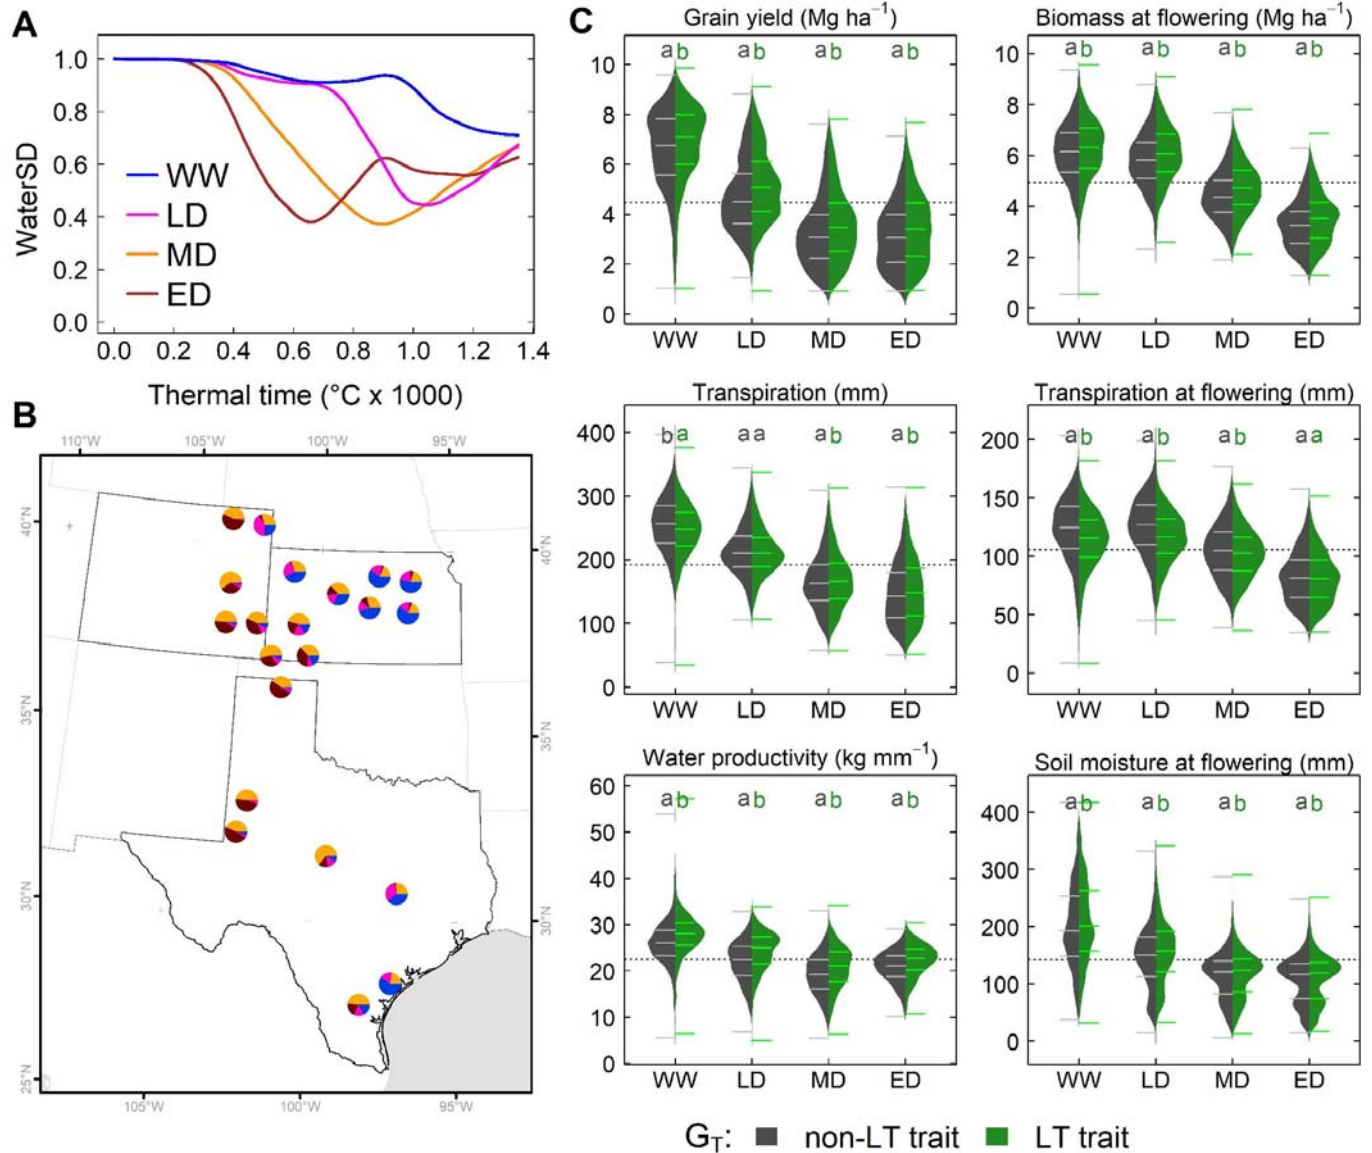 A
WaterSD
1.0
0.8
0.6
0.4
0.2
0.0
WW
LD
MD
ED
0.0 0.2 0.4 0.6 0.8 1.0 1.2 1.4
Thermal time (°C x 1000)
B
110°W 105°W 100°W 95°W
40°N
35°N
30°N
25°N
40°N
35°N
30°N
105°W 100°W 95°W
C
Grain yield (Mg ha⁻¹)
a b a b a b a b
10
8
6
4
2
0
WW LD MD ED
Biomass at flowering (Mg ha⁻¹)
a b a b a b a b
10
8
6
4
2
0
WW LD MD ED
Transpiration (mm)
b a a a a b a b
400
300
200
100
0
WW LD MD ED
Transpiration at flowering (mm)
a b a b a b a a
200
150
100
50
0
WW LD MD ED
Water productivity (kg mm⁻¹)
a b a b a b a b
60
50
40
30
20
10
0
WW LD MD ED
Soil moisture at flowering (mm)
a b a b a b a b
400
300
200
100
0
WW LD MD ED
G_T: non-LT trait LT trait